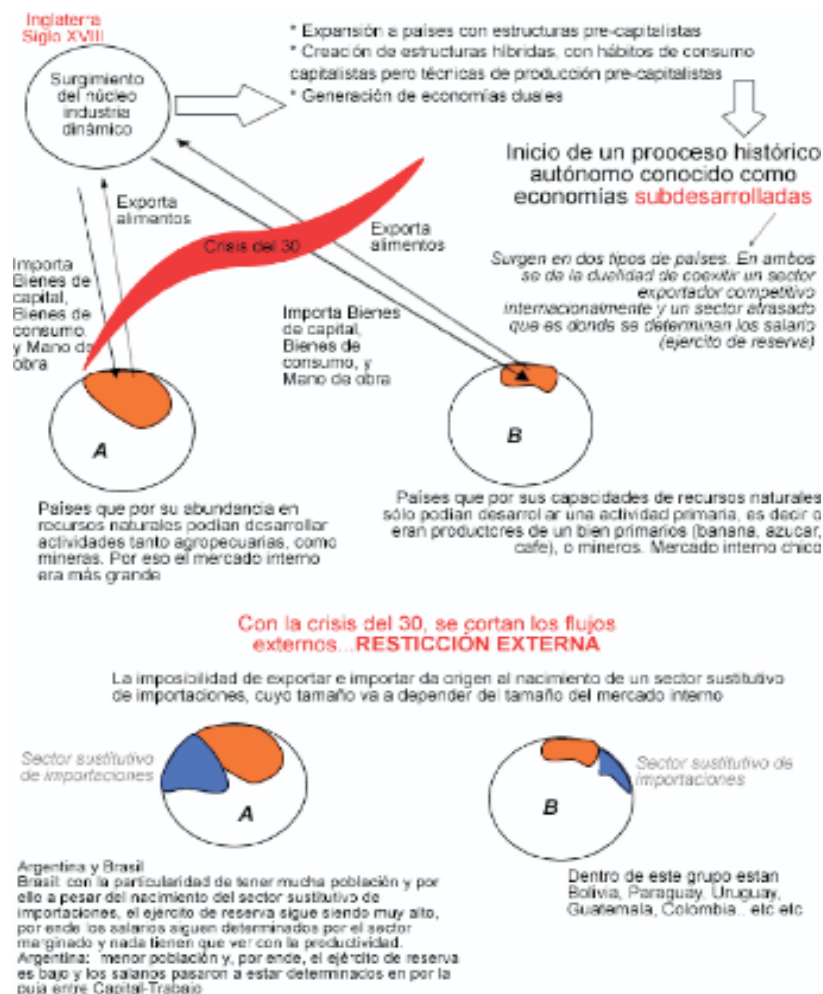 Inglaterra
Siglo XVIII
Surgimiento
del núcleo
industria
dinámico
* Expansión a países con estructuras pre-capitalistas
* Creación de estructuras híbridas, con hábitos de consumo
capitalistas pero técnicas de producción pre-capitalistas
* Generación de economías duales
Inicio de un prooceso histórico
autónomo conocido como
economías subdesarrolladas
Surgen en dos tipos de países. En ambos
se da la dualidad de coexitir un sector
exportador competitivo
internacionalmente y un sector atrasado
que es donde se determinan los salario
(ejercito de reserva)
Exporta
alimentos
Crisis del 30
Exporta
alimentos
Importa
Bienes de
capital,
Bienes de
consumo,
y Mano de
obra
Importa Bienes
de capital,
Bienes de
consumo, y
Mano de obra
A
B
Países que por su abundancia en
recursos naturales podían desarrollar
actividades tanto agropecuarias, como
mineras. Por eso el mercado interno
era más grande
Países que por sus capacidades de recursos naturales
sólo podían desarrollar una actividad primaria, es decir o
eran productores de un bien primarios (banana, azucar,
cafe), o mineros. Mercado interno chico
Con la crisis del 30, se cortan los flujos
externos...RESTICCIÓN EXTERNA
La imposibilidad de exportar e importar da origen al nacimiento de un sector sustitutivo
de importaciones, cuyo tamaño va a depender del tamaño del mercado interno
Sector sustitutivo
de importaciones
A
B
Sector sustitutivo de
importaciones
Argentina y Brasil
Brasil: con la particularidad de tener mucha población y por
ello a pesar del nacimiento del sector sustitutivo de
importaciones, el ejercito de reserva sigue siendo muy alto,
por ende los salarios siguen determinados por el sector
marginado y nada tienen que ver con la productividad.
Argentina: menor población y, por ende, el ejército de reserva
es bajo y los salarios pasaron a estar determinados en por la
puja entre Capital-Trabajo
Dentro de este grupo estan
Bolivia, Paraguay, Uruguay,
Guatemala, Colombia.. etc etc